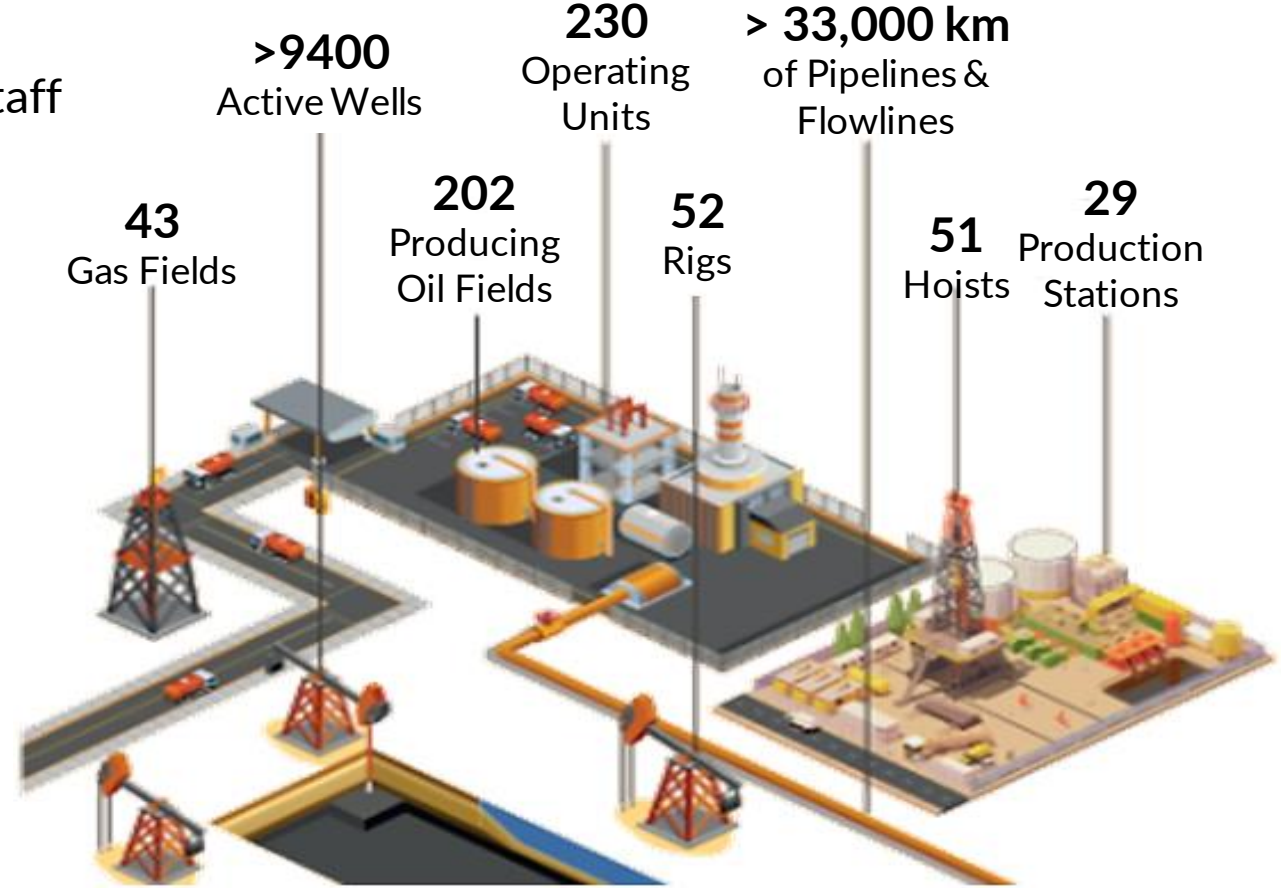 >9400
Active Wells
230
Operating
Units
> 33,000 km
of Pipelines &
Flowlines
taff
43
Gas Fields
202
Producing
Oil Fields
52
Rigs
51
Hoists
29
Production
Stations